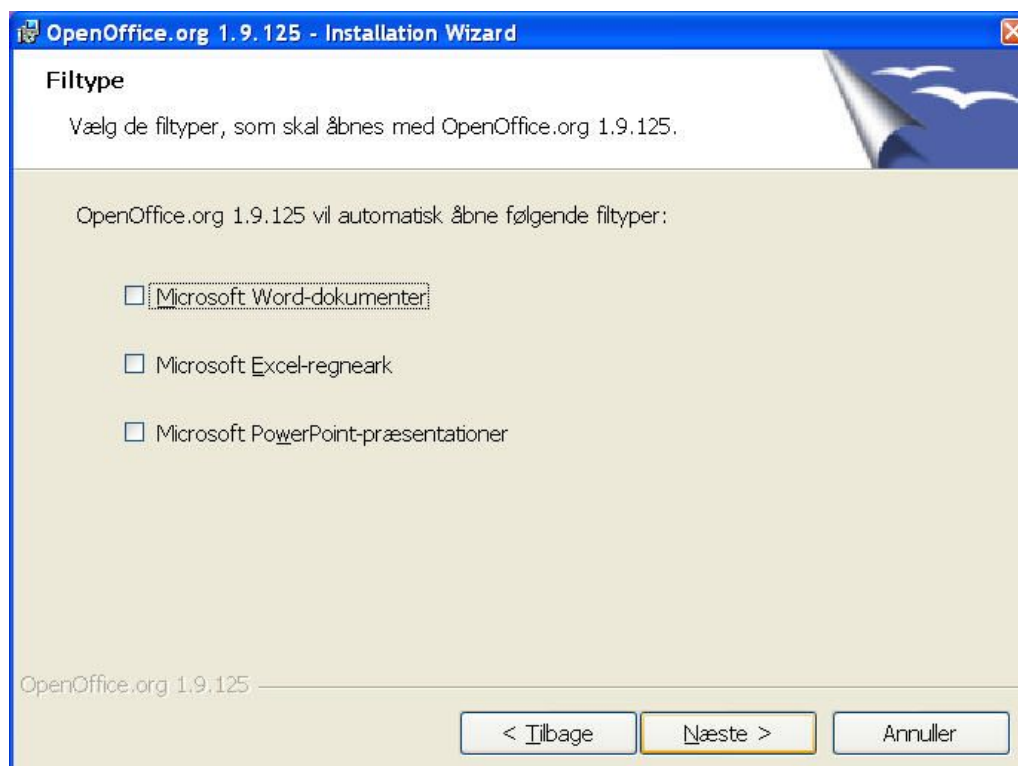 OpenOffice.org 1.9.125 - Installation Wizard
Filtype
Vælg de filtyper, som skal åbnes med OpenOffice.org 1.9.125.
OpenOffice.org 1.9.125 vil automatisk åbne følgende filtyper:
Microsoft Word-dokumenter
Microsoft Excel-regneark
Microsoft PowerPoint-præsentationer
OpenOffice.org 1.9.125
< Tilbage
Næste >
Annuller